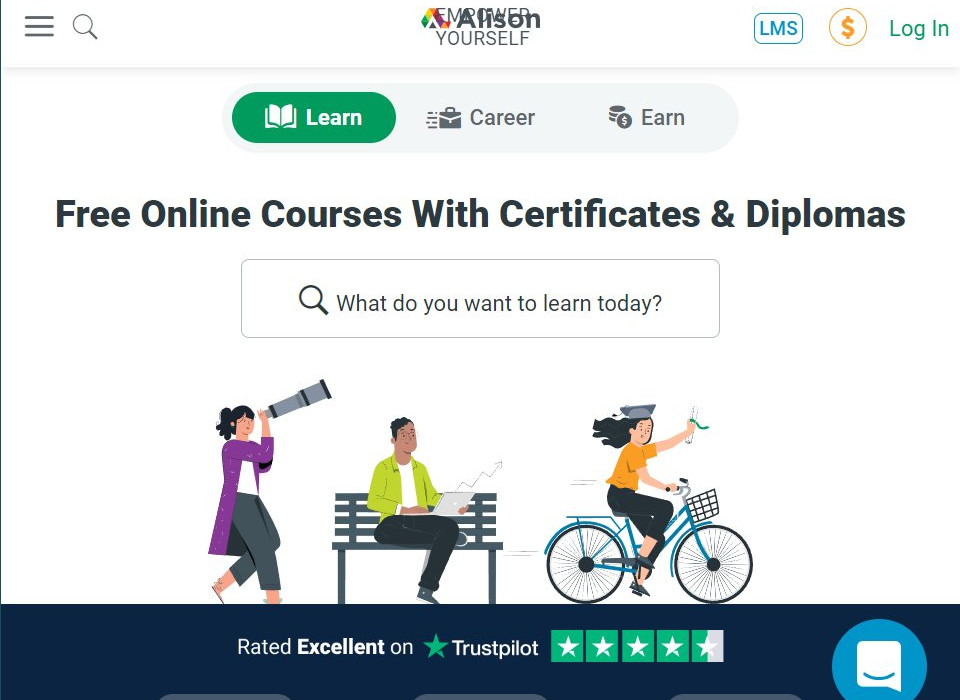 EMPOWER
Alison
YOURSELF
LMS
$
Log In
Learn
Career
Earn
Free Online Courses With Certificates & Diplomas
What do you want to learn today?
Rated Excellent on Trustpilot